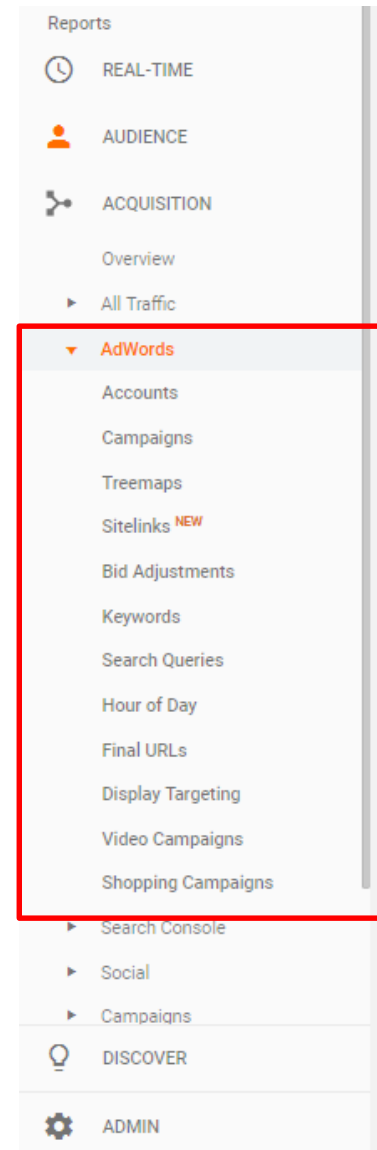 Reports
REAL-TIME
AUDIENCE
ACQUISITION
Overview
All Traffic
AdWords
Accounts
Campaigns
Treemaps
Sitelinks NEW
Bid Adjustments
Keywords
Search Queries
Hour of Day
Final URLs
Display Targeting
Video Campaigns
Shopping Campaigns
Search Console
Social
Campaigns
DISCOVER
ADMIN